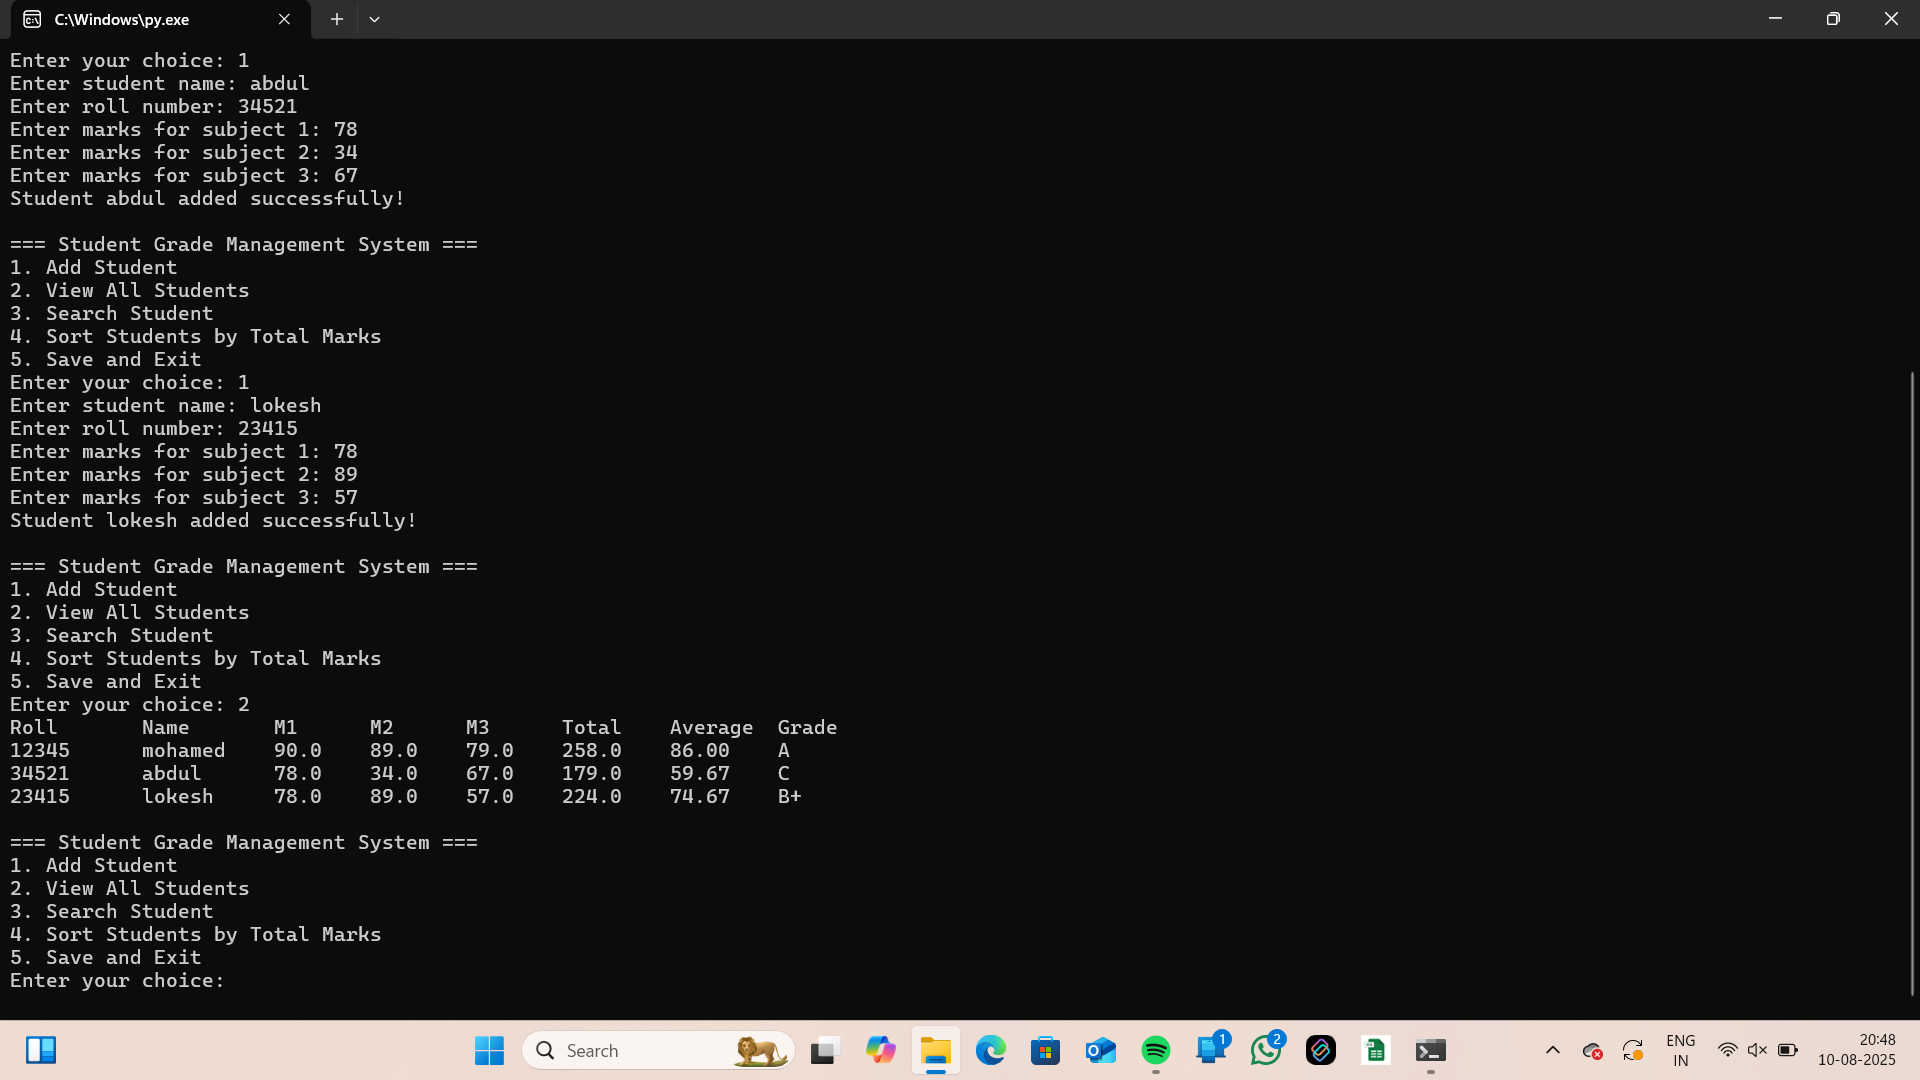 C:\Windows\py.exe
Enter your choice: 1
Enter student name: abdul
Enter roll number: 34521
Enter marks for subject 1: 78
Enter marks for subject 2: 34
Enter marks for subject 3: 67
Student abdul added successfully!
=== Student Grade Management System ===
1. Add Student
2. View All Students
3. Search Student
4. Sort Students by Total Marks
5. Save and Exit
Enter your choice: 1
Enter student name: lokesh
Enter roll number: 23415
Enter marks for subject 1: 78
Enter marks for subject 2: 89
Enter marks for subject 3: 57
Student lokesh added successfully!
=== Student Grade Management System ===
1. Add Student
2. View All Students
3. Search Student
4. Sort Students by Total Marks
5. Save and Exit
Enter your choice: 2
Roll Name M1 M2 M3 Total Average Grade
12345 mohamed 90.0 89.0 79.0 258.0 86.00 A
34521 abdul 78.0 34.0 67.0 179.0 59.67 C
23415 lokesh 78.0 89.0 57.0 224.0 74.67 B+
=== Student Grade Management System ===
1. Add Student
2. View All Students
3. Search Student
4. Sort Students by Total Marks
5. Save and Exit
Enter your choice:
Search
1
2
ENG
IN
20:48
10-08-2025